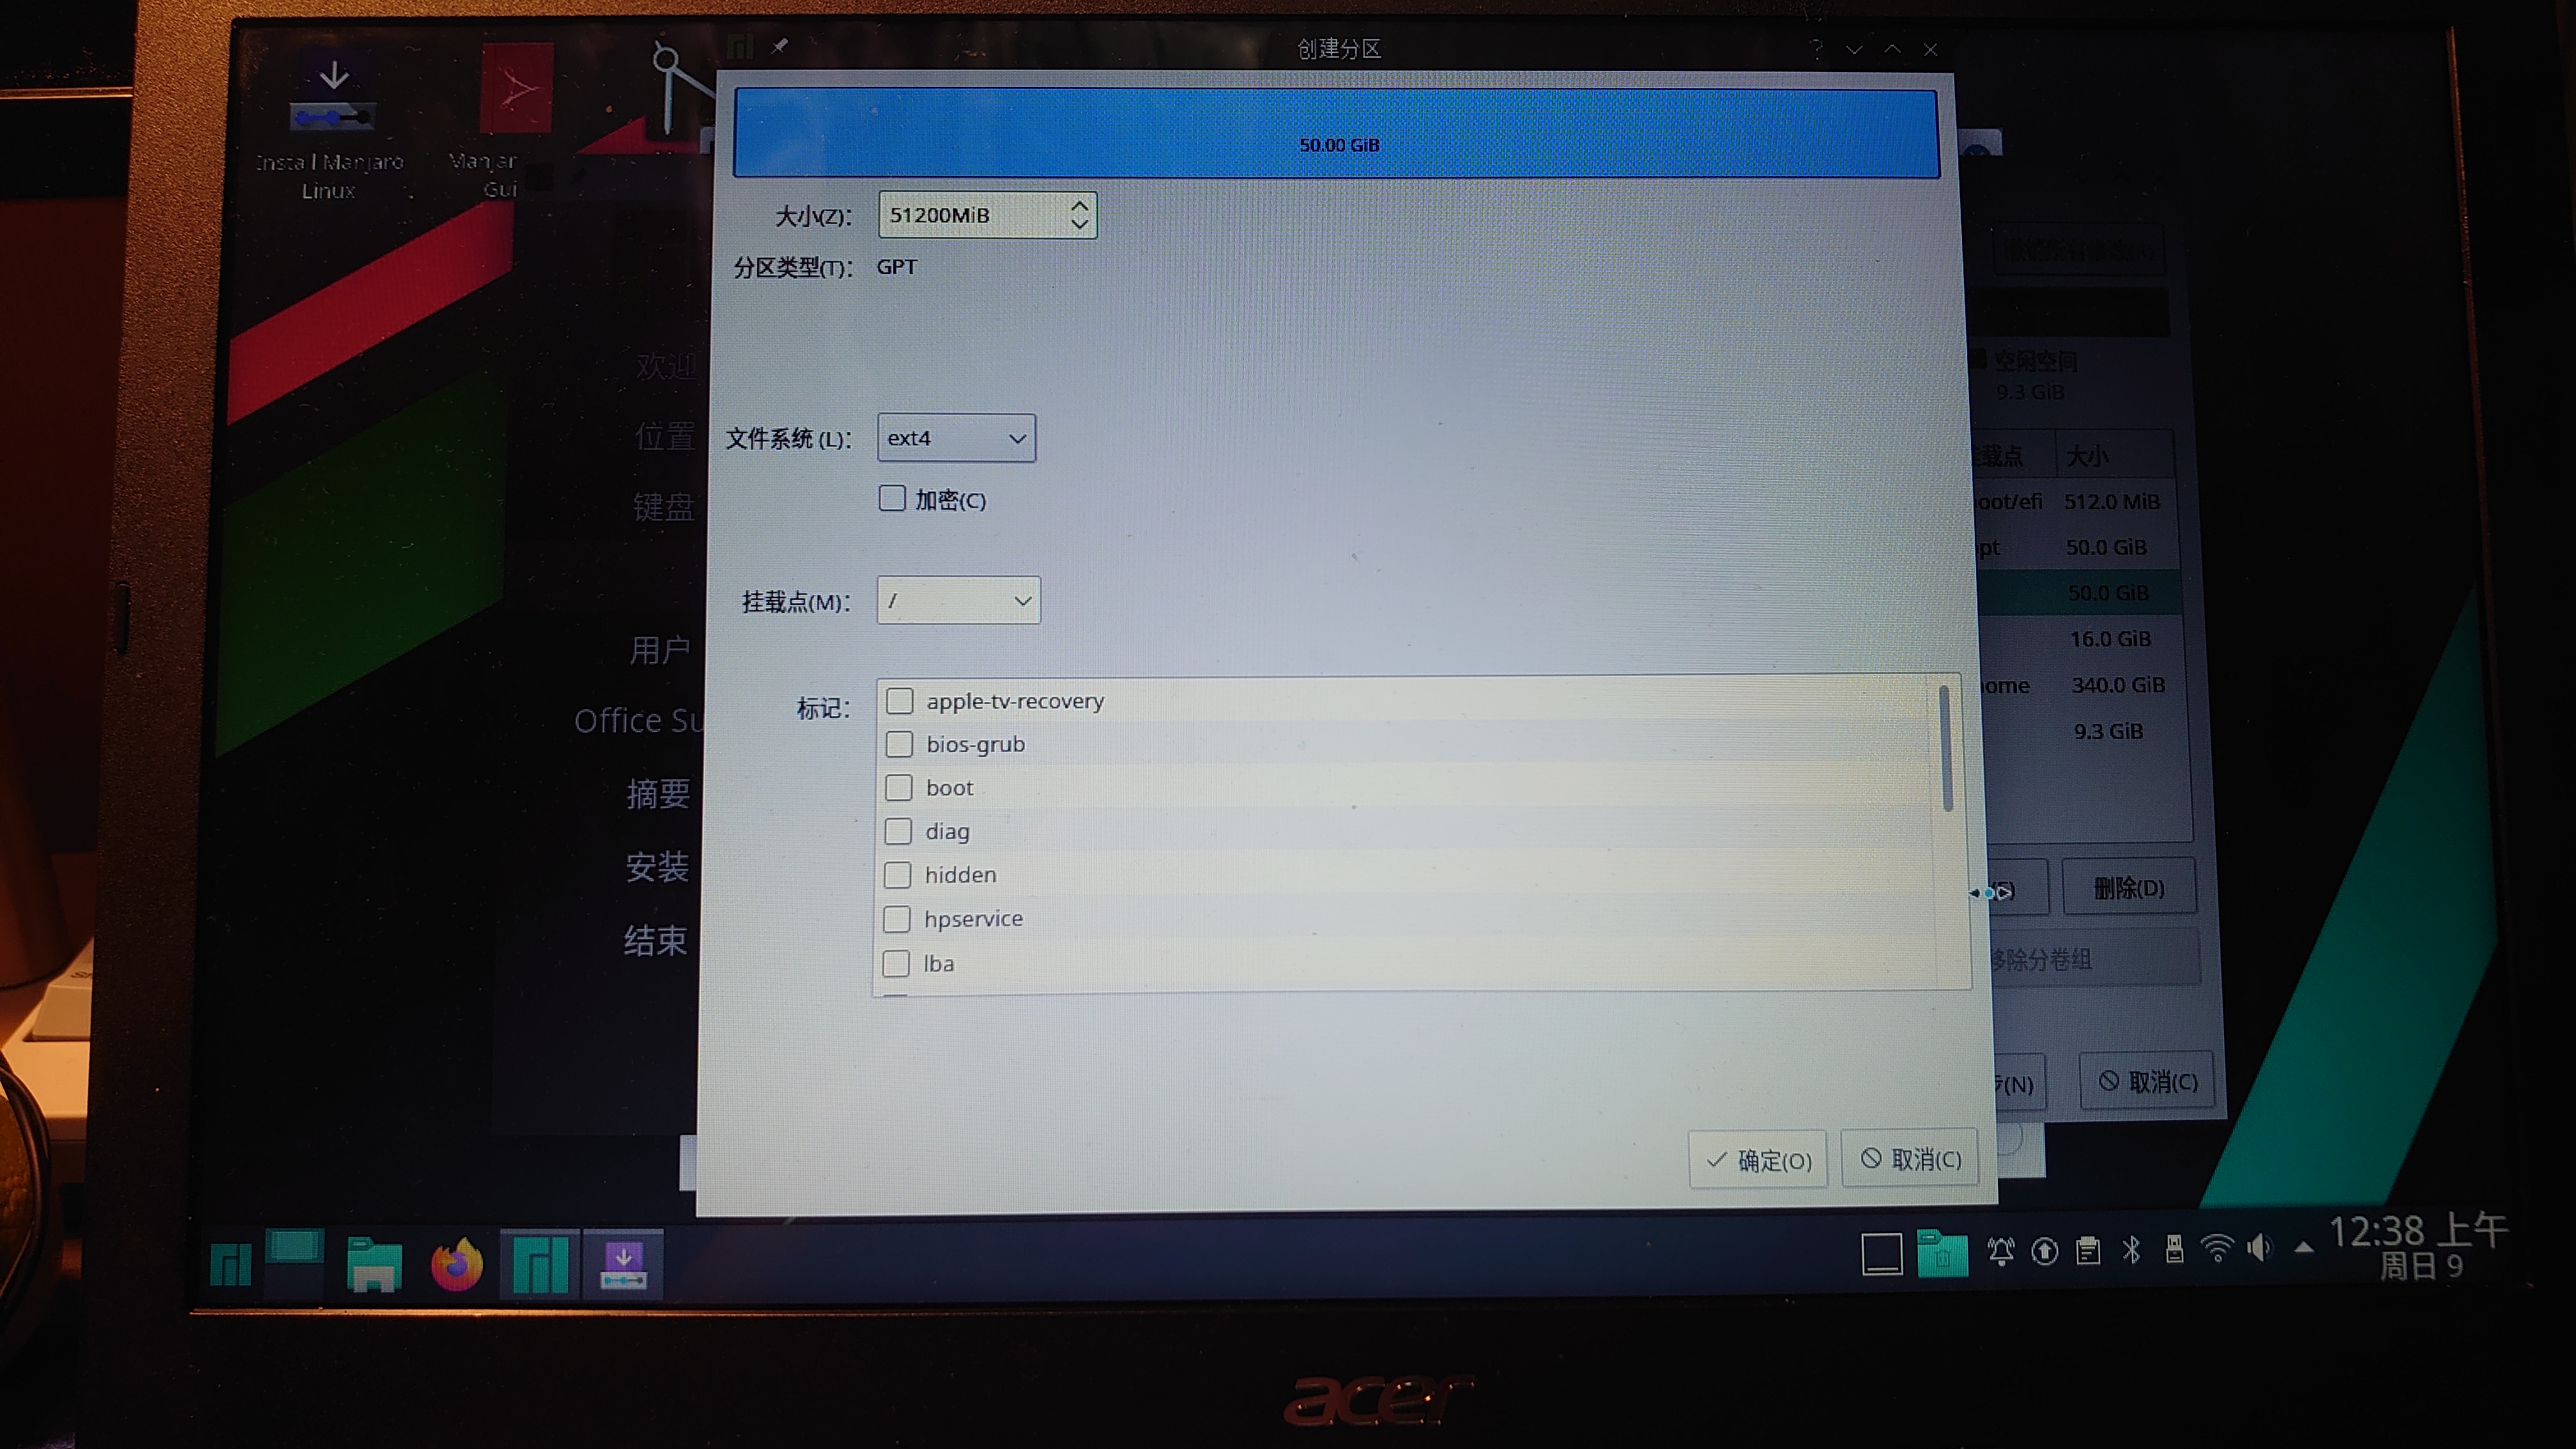 创建分区
50.00 GiB
大小(Z): 51200MiB
分区类型(T): GPT
文件系统 (L): ext4
加密(C)
挂载点(M): /
标记:
apple-tv-recovery
bios-grub
boot
diag
hidden
hpservice
lba
确定(O) 取消(C)
Install Manjaro
Linux
Manjar
Gui
欢迎
位置
键盘
用户
Office Su
摘要
安装
结束
空闲空间
9.3 GiB
载点 大小
oot/efi 512.0 MiB
pt 50.0 GiB
50.0 GiB
16.0 GiB
ome 340.0 GiB
9.3 GiB
删除(D)
移除分卷组
(N) 取消(C)
12:38 上午
周日 9
acer